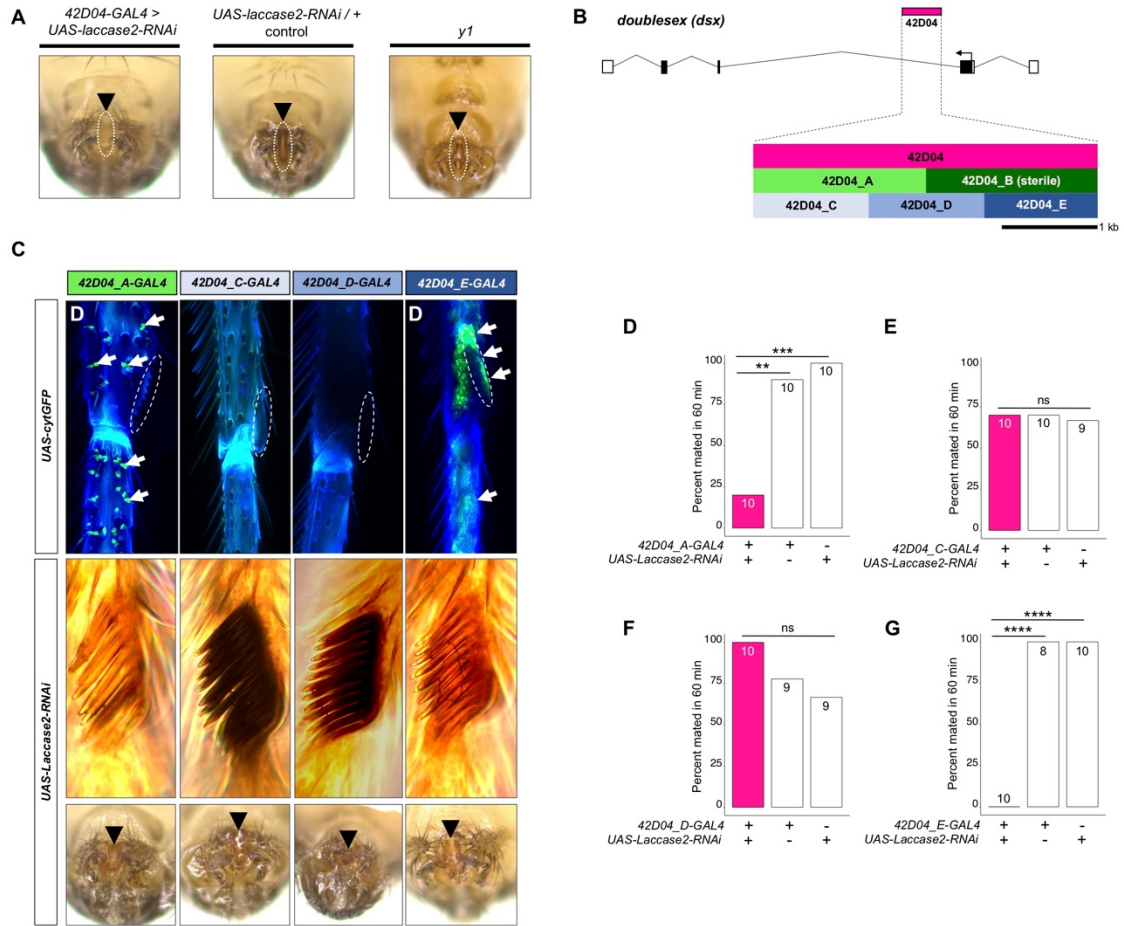 A
42D04-GAL4 >
UAS-laccase2-RNAi
UAS-laccase2-RNAi / +
control
y1
B
doublesex (dsx)
42D04
42D04
42D04_A
42D04_B (sterile)
42D04_C
42D04_D
42D04_E
1 kb
C
42D04_A-GAL4
42D04_C-GAL4
42D04_D-GAL4
42D04_E-GAL4
UAS-cytGFP
D
D
UAS-Laccase2-RNAi
D
Percent mated in 60 min
100
75
50
25
0
***
**
10
10
10
42D04_A-GAL4 + + -
UAS-Laccase2-RNAi + - +
E
Percent mated in 60 min
100
75
50
25
0
ns
10
10
9
42D04_C-GAL4 + + -
UAS-Laccase2-RNAi + - +
F
Percent mated in 60 min
100
75
50
25
0
ns
10
9
9
42D04_D-GAL4 + + -
UAS-Laccase2-RNAi + - +
G
Percent mated in 60 min
100
75
50
25
0
****
****
10
8
10
42D04_E-GAL4 + + -
UAS-Laccase2-RNAi + - +